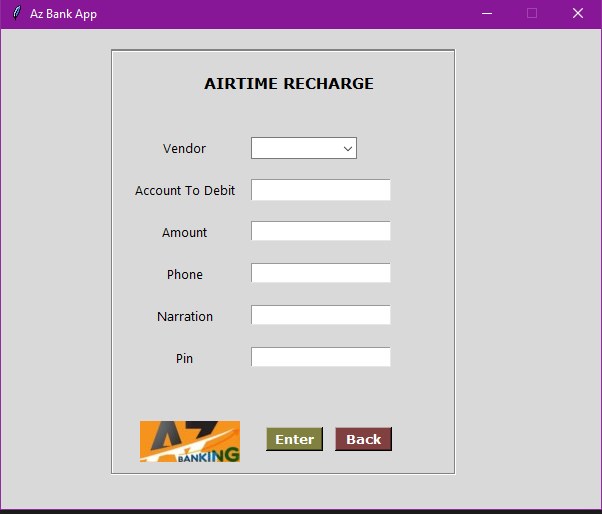 Az Bank App
AIRTIME RECHARGE
Vendor
Account To Debit
Amount
Phone
Narration
Pin
AZ
BANKING
Enter Back